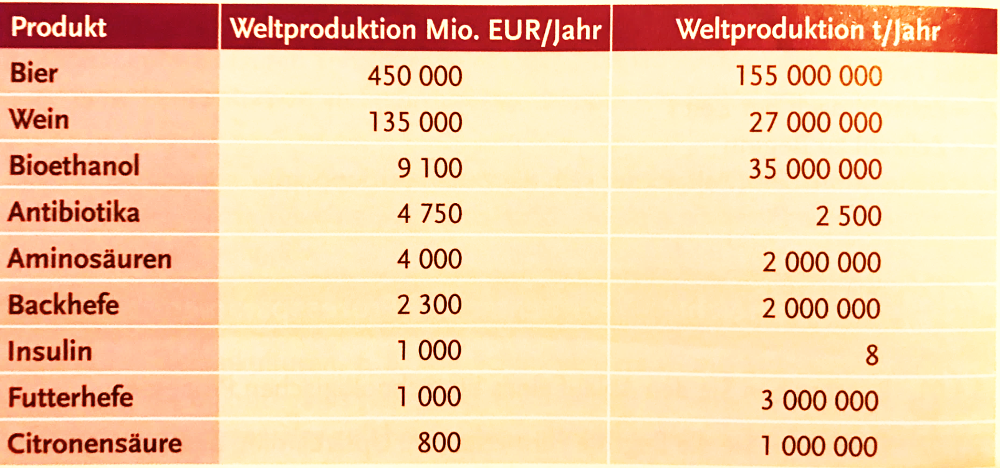 Produkt Weltproduktion Mio. EUR/Jahr Weltproduktion t/Jahr
Bier 450 000 155 000 000
Wein 135 000 27 000 000
Bioethanol 9 100 35 000 000
Antibiotika 4 750 2 500
Aminosäuren 4 000 2 000 000
Backhefe 2 300 2 000 000
Insulin 1 000 8
Futterhefe 1 000 3 000 000
Citronensäure 800 1 000 000